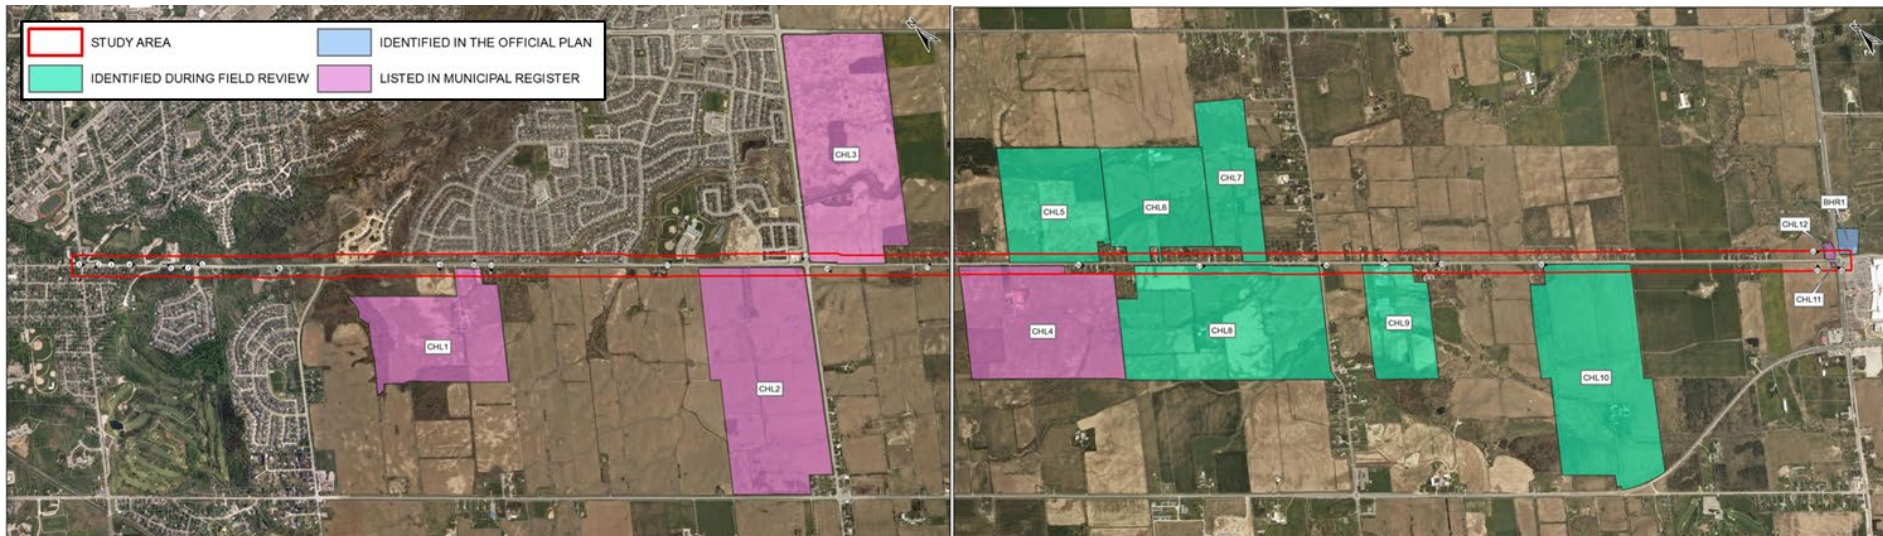 STUDY AREA
IDENTIFIED IN THE OFFICIAL PLAN
IDENTIFIED DURING FIELD REVIEW
LISTED IN MUNICIPAL REGISTER
CHL3
CHL1
CHL2
CHL7
CHL5
CHL6
BHR1
CHL12
CHL11
CHL4
CHL8
CHL9
CHL10